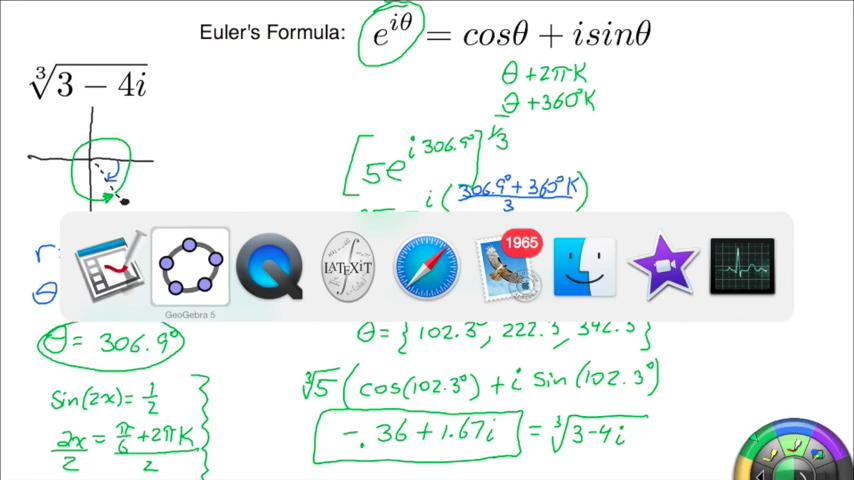 Euler's Formula: e^{iθ} = cosθ + isinθ
θ + 2πK
θ + 360°K
∛(3 − 4i)
[5e^{i 306.9°}]^{1/3}
i(306.9° + 360°K / 3)
1965
LATEXiT
GeoGebra 5
r
θ
θ = 306.9°
θ = {102.3°, 222.3, 342.3}
sin(2x) = 1/2
2x/2 = (π/6 + 2πK)/2
∛5 (cos(102.3°) + i sin(102.3°)
-.36 + 1.67i = ∛(3-4i)